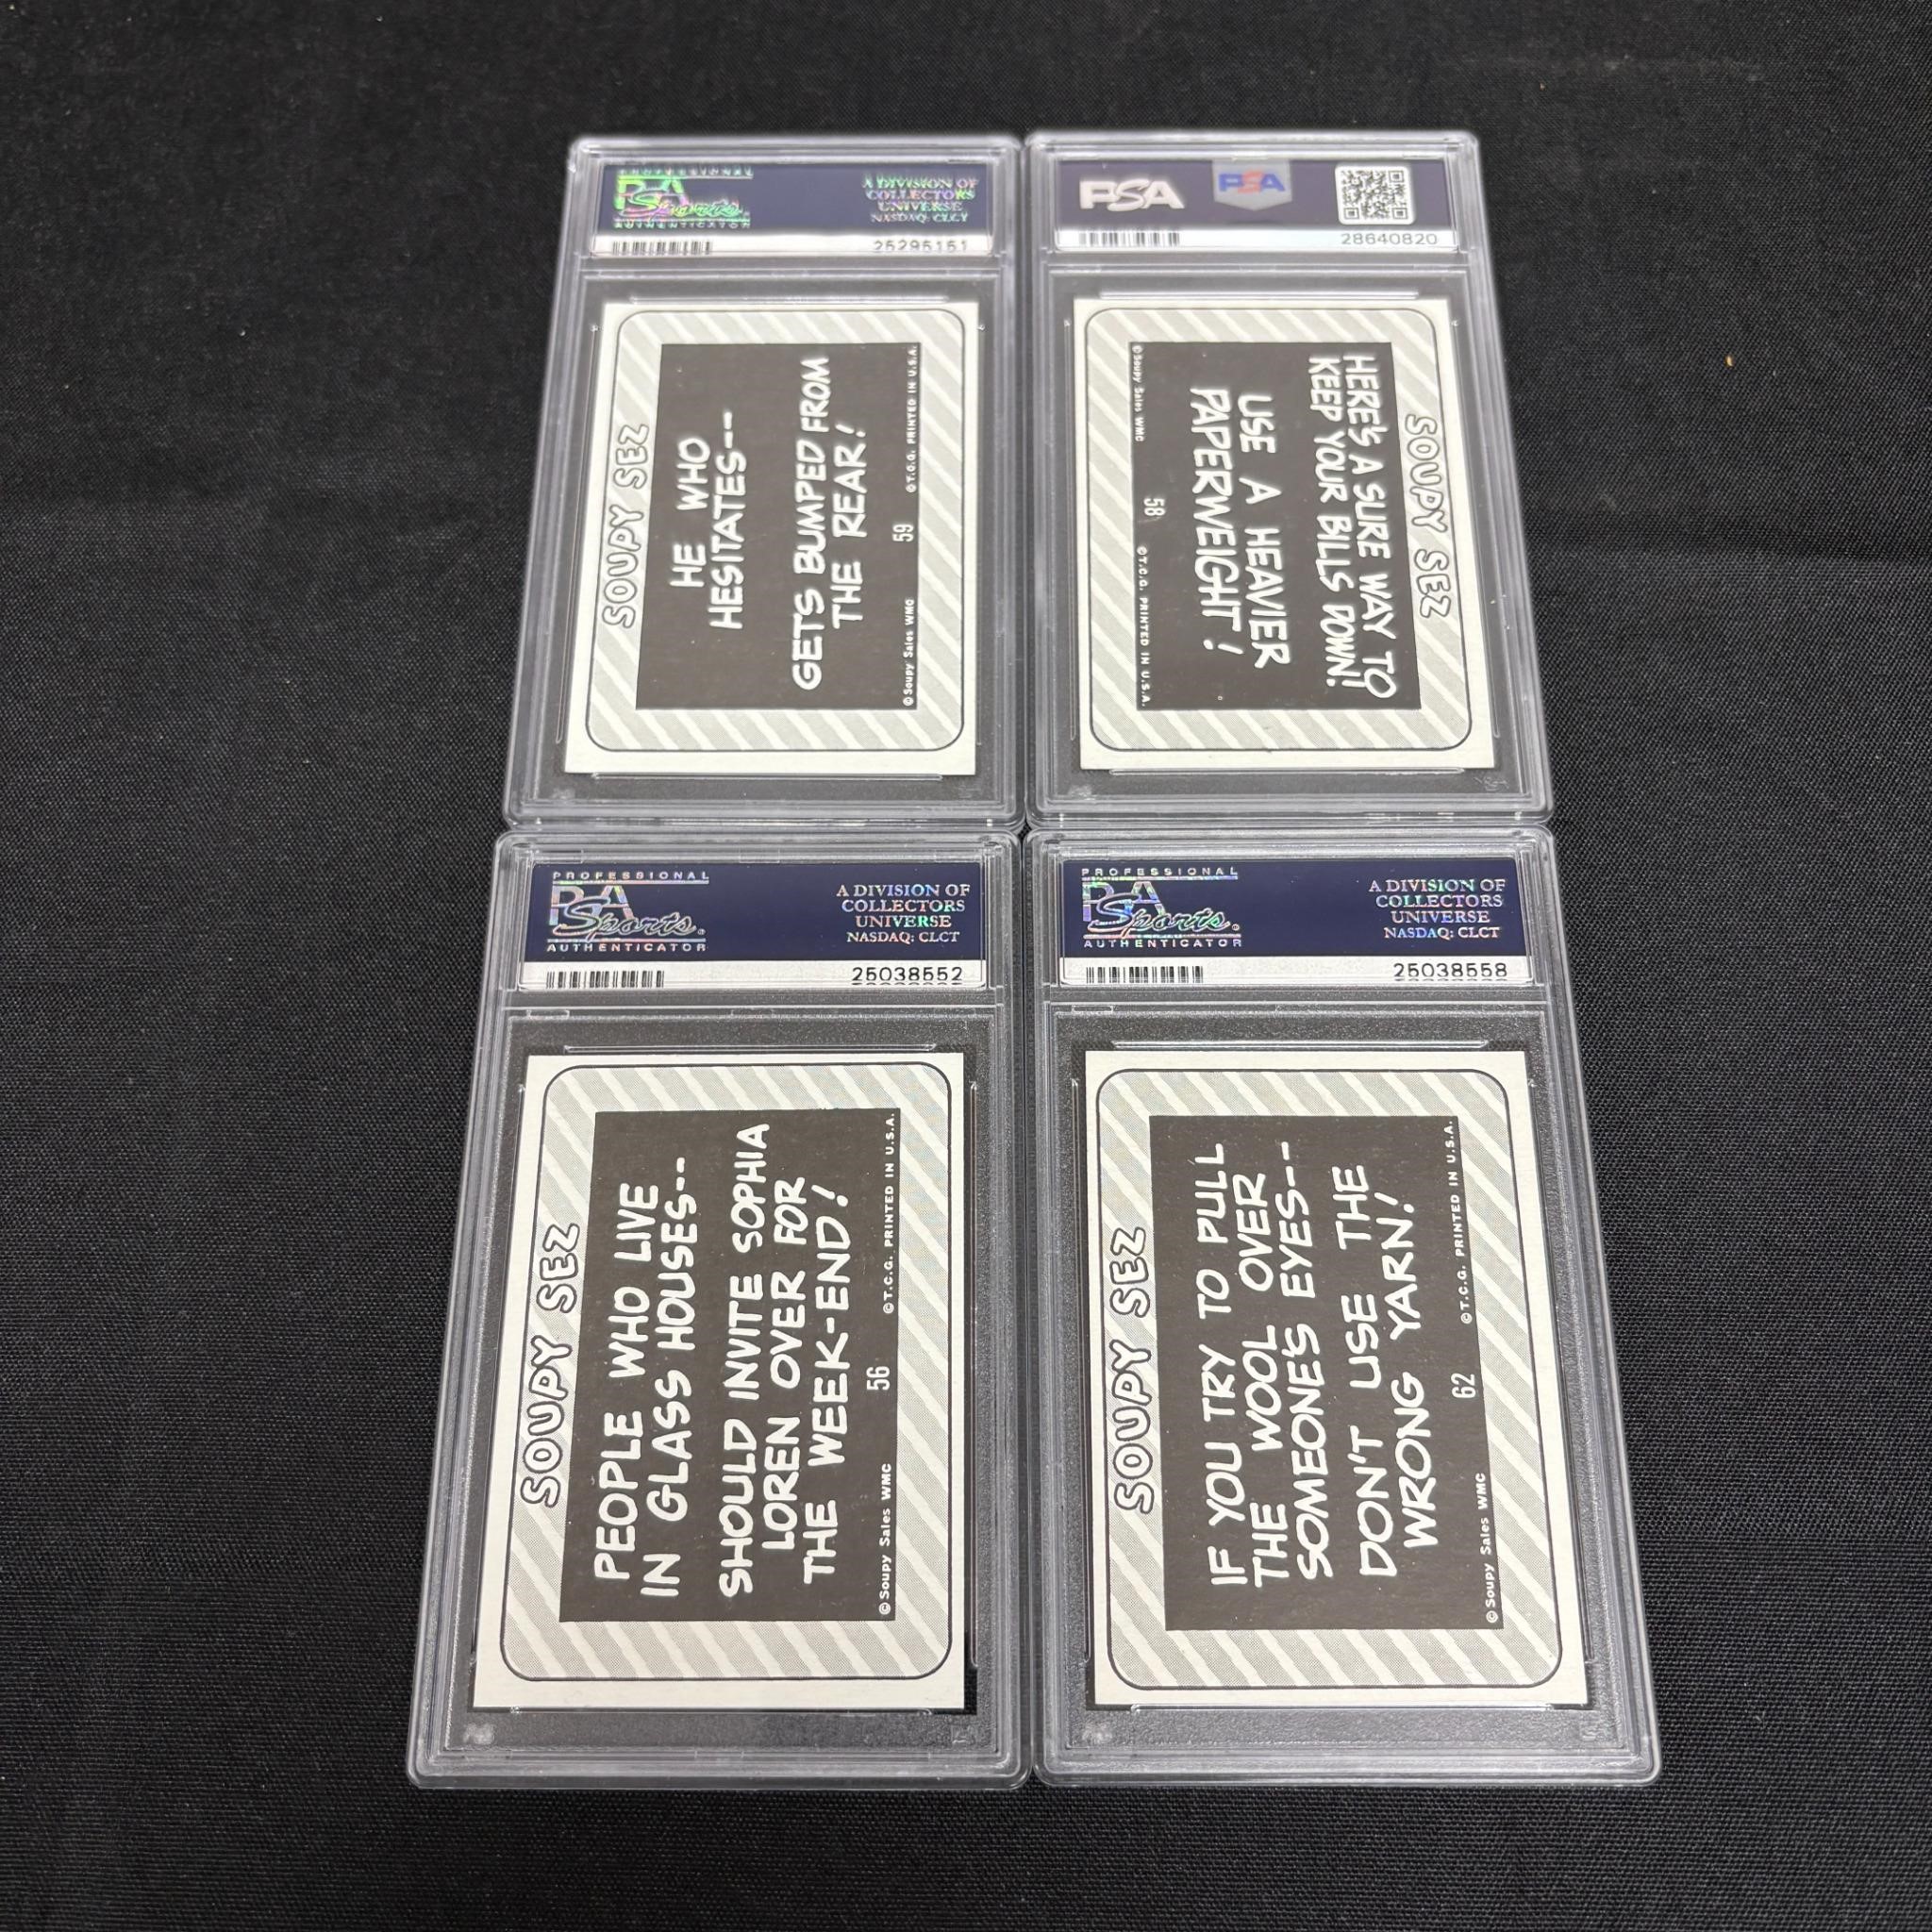 PROFESSIONAL
PSA
Sports
AUTHENTICATOR
A DIVISION OF
COLLECTORS
UNIVERSE
NASDAQ: CLCT
25295151
SOUPY SEZ
HE WHO
HESITATES--
GETS BUMPED FROM
THE REAR!
© Soupy Sales WMC 59 © T.C.G. PRINTED IN U.S.A.
PSA
PSA
28640820
SOUPY SEZ
HERE'S A SURE WAY TO
KEEP YOUR BILLS DOWN!
USE A HEAVIER
PAPERWEIGHT!
© Soupy Sales WMC 58 © T.C.G. PRINTED IN U.S.A.
PROFESSIONAL
PSA
Sports.
AUTHENTICATOR
A DIVISION OF
COLLECTORS
UNIVERSE
NASDAQ: CLCT
25038552
SOUPY SEZ
PEOPLE WHO LIVE
IN GLASS HOUSES--
SHOULD INVITE SOPHIA
LOREN OVER FOR
THE WEEK-END!
© Soupy Sales WMC 56 © T.C.G. PRINTED IN U.S.A.
PROFESSIONAL
PSA
Sports.
AUTHENTICATOR
A DIVISION OF
COLLECTORS
UNIVERSE
NASDAQ: CLCT
25038558
SOUPY SEZ
IF YOU TRY TO PULL
THE WOOL OVER
SOMEONE'S EYES--
DON'T USE THE
WRONG YARN!
© Soupy Sales WMC 62 © T.C.G. PRINTED IN U.S.A.